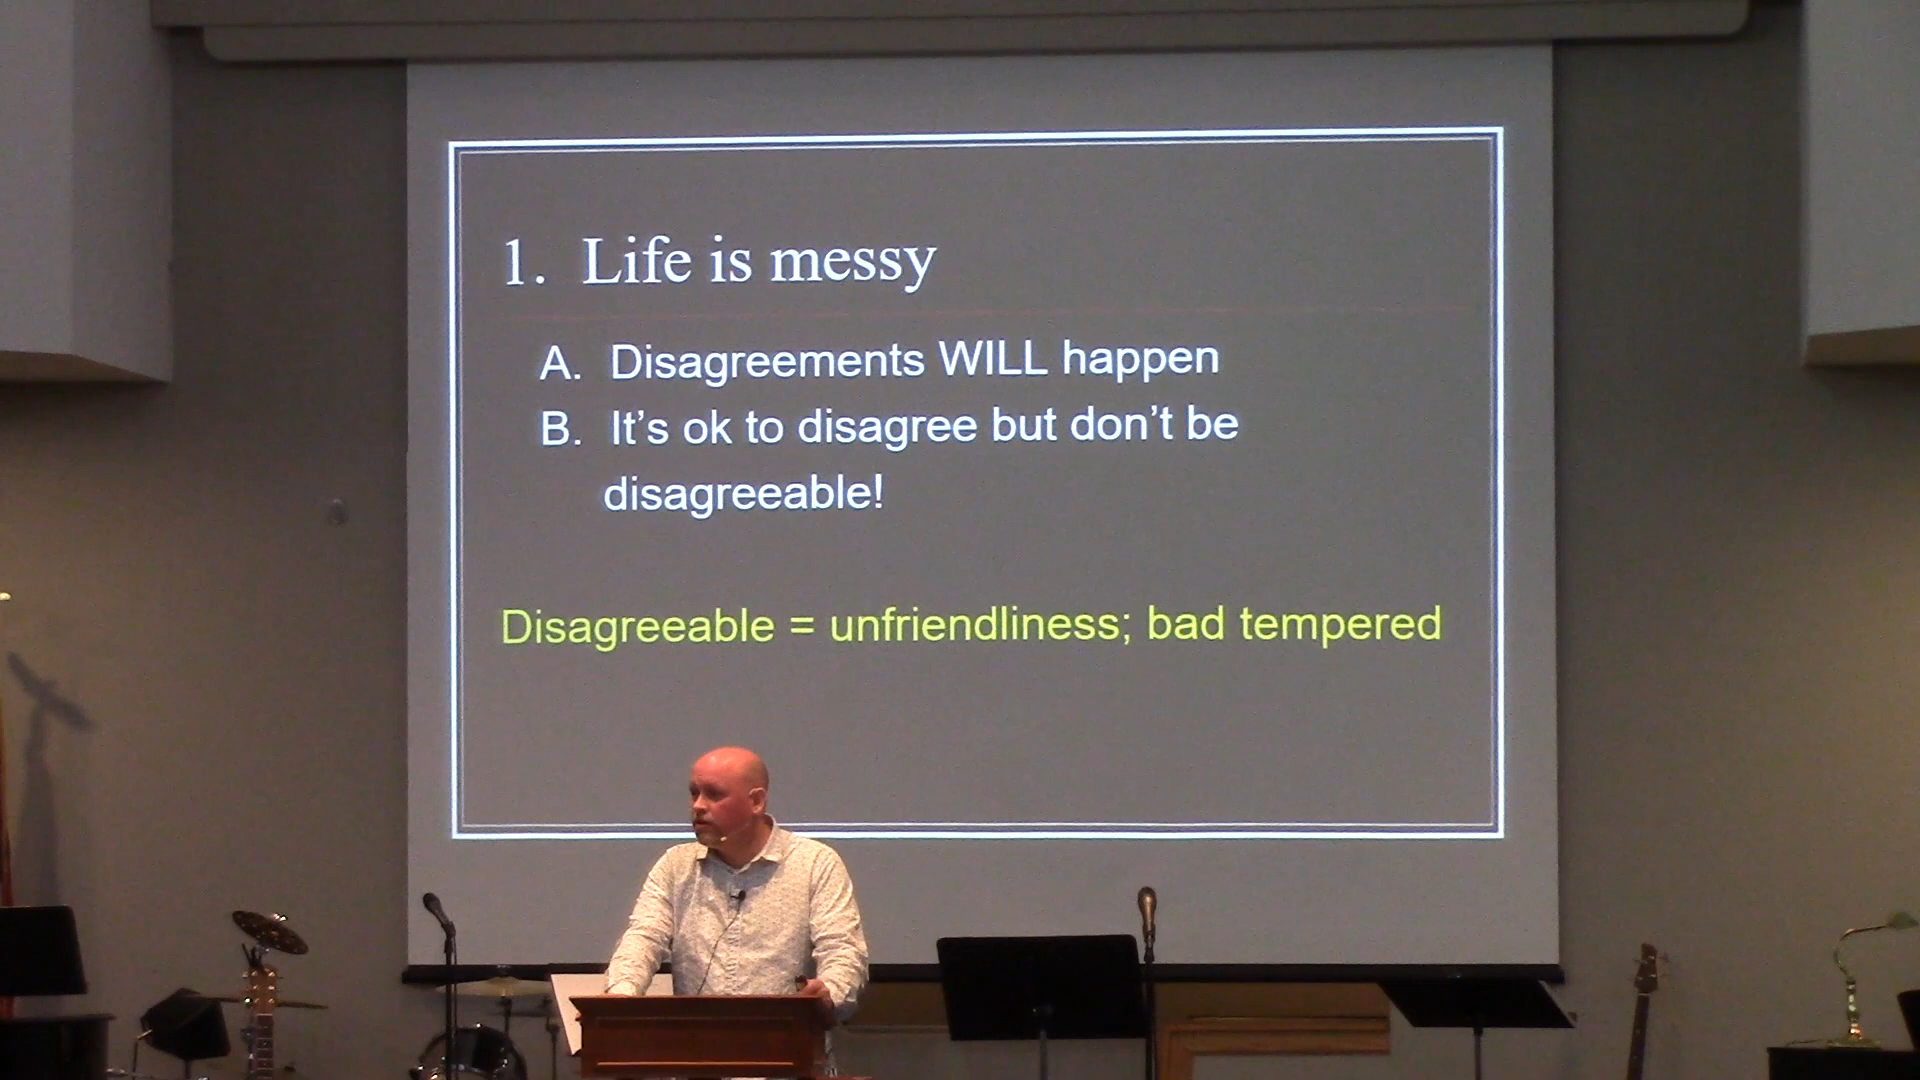 1. Life is messy
A. Disagreements WILL happen
B. It’s ok to disagree but don’t be
disagreeable!
Disagreeable = unfriendliness; bad tempered